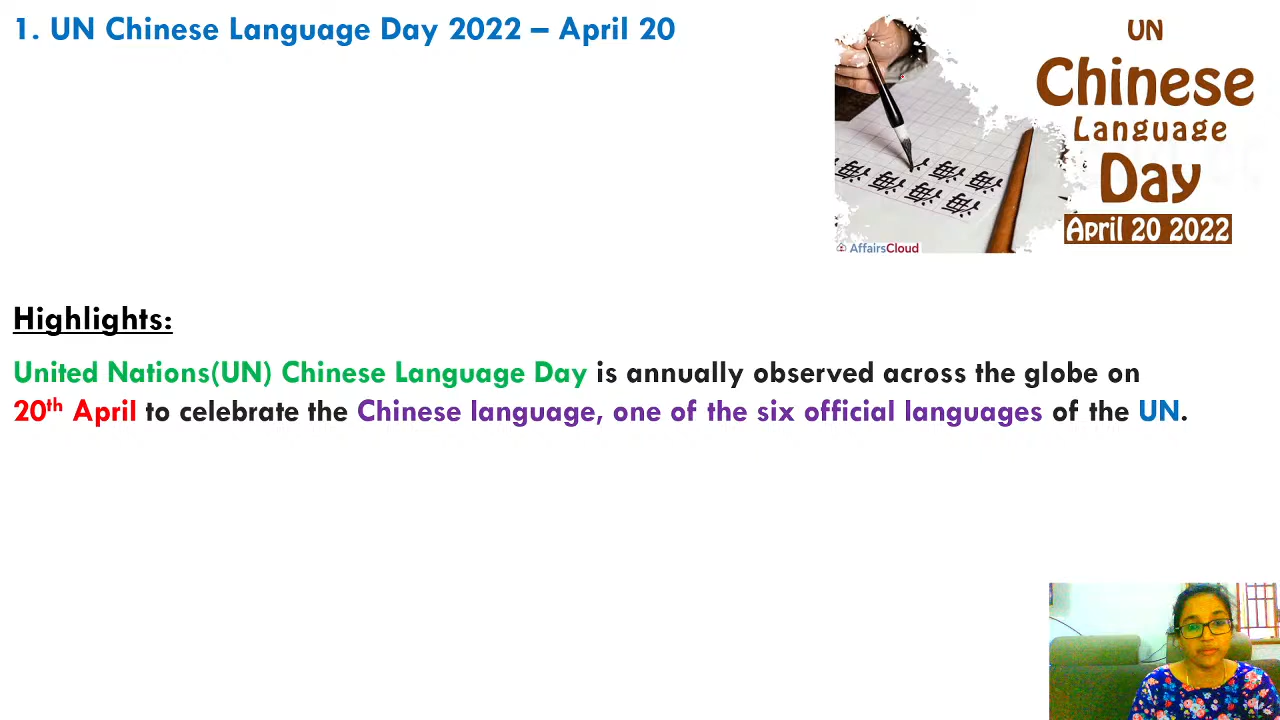 1. UN Chinese Language Day 2022 – April 20
UN
Chinese
Language
Day
April 20 2022
AffairsCloud
Highlights:
United Nations(UN) Chinese Language Day is annually observed across the globe on
20th April to celebrate the Chinese language, one of the six official languages of the UN.